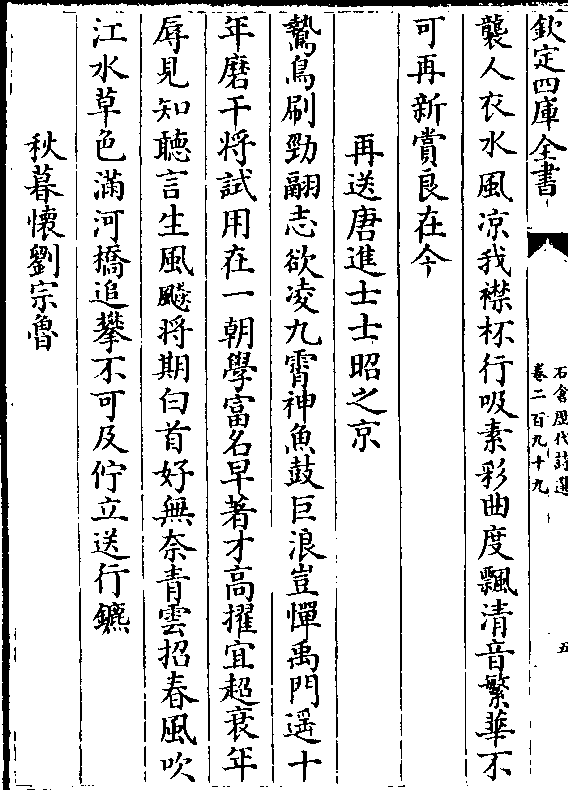 欽定四庫全書
石倉歷代詩選
卷二百九十九
五
襲人衣水風凉我襟杯行吸素彩曲度飄清音繁華不
可再新賞良在今
再送唐進士士昭之京
鷙鳥刷勁翮志欲凌九霄神魚鼓巨浪豈憚禹門遥十
年磨干將試用在一朝學富名早著才高擢宜超衰年
辱見知聽言生風飈將期白首好無奈青雲招春風吹
江水草色滿河橋追攀不可及佇立送行鑣
秋暮懐劉宗魯